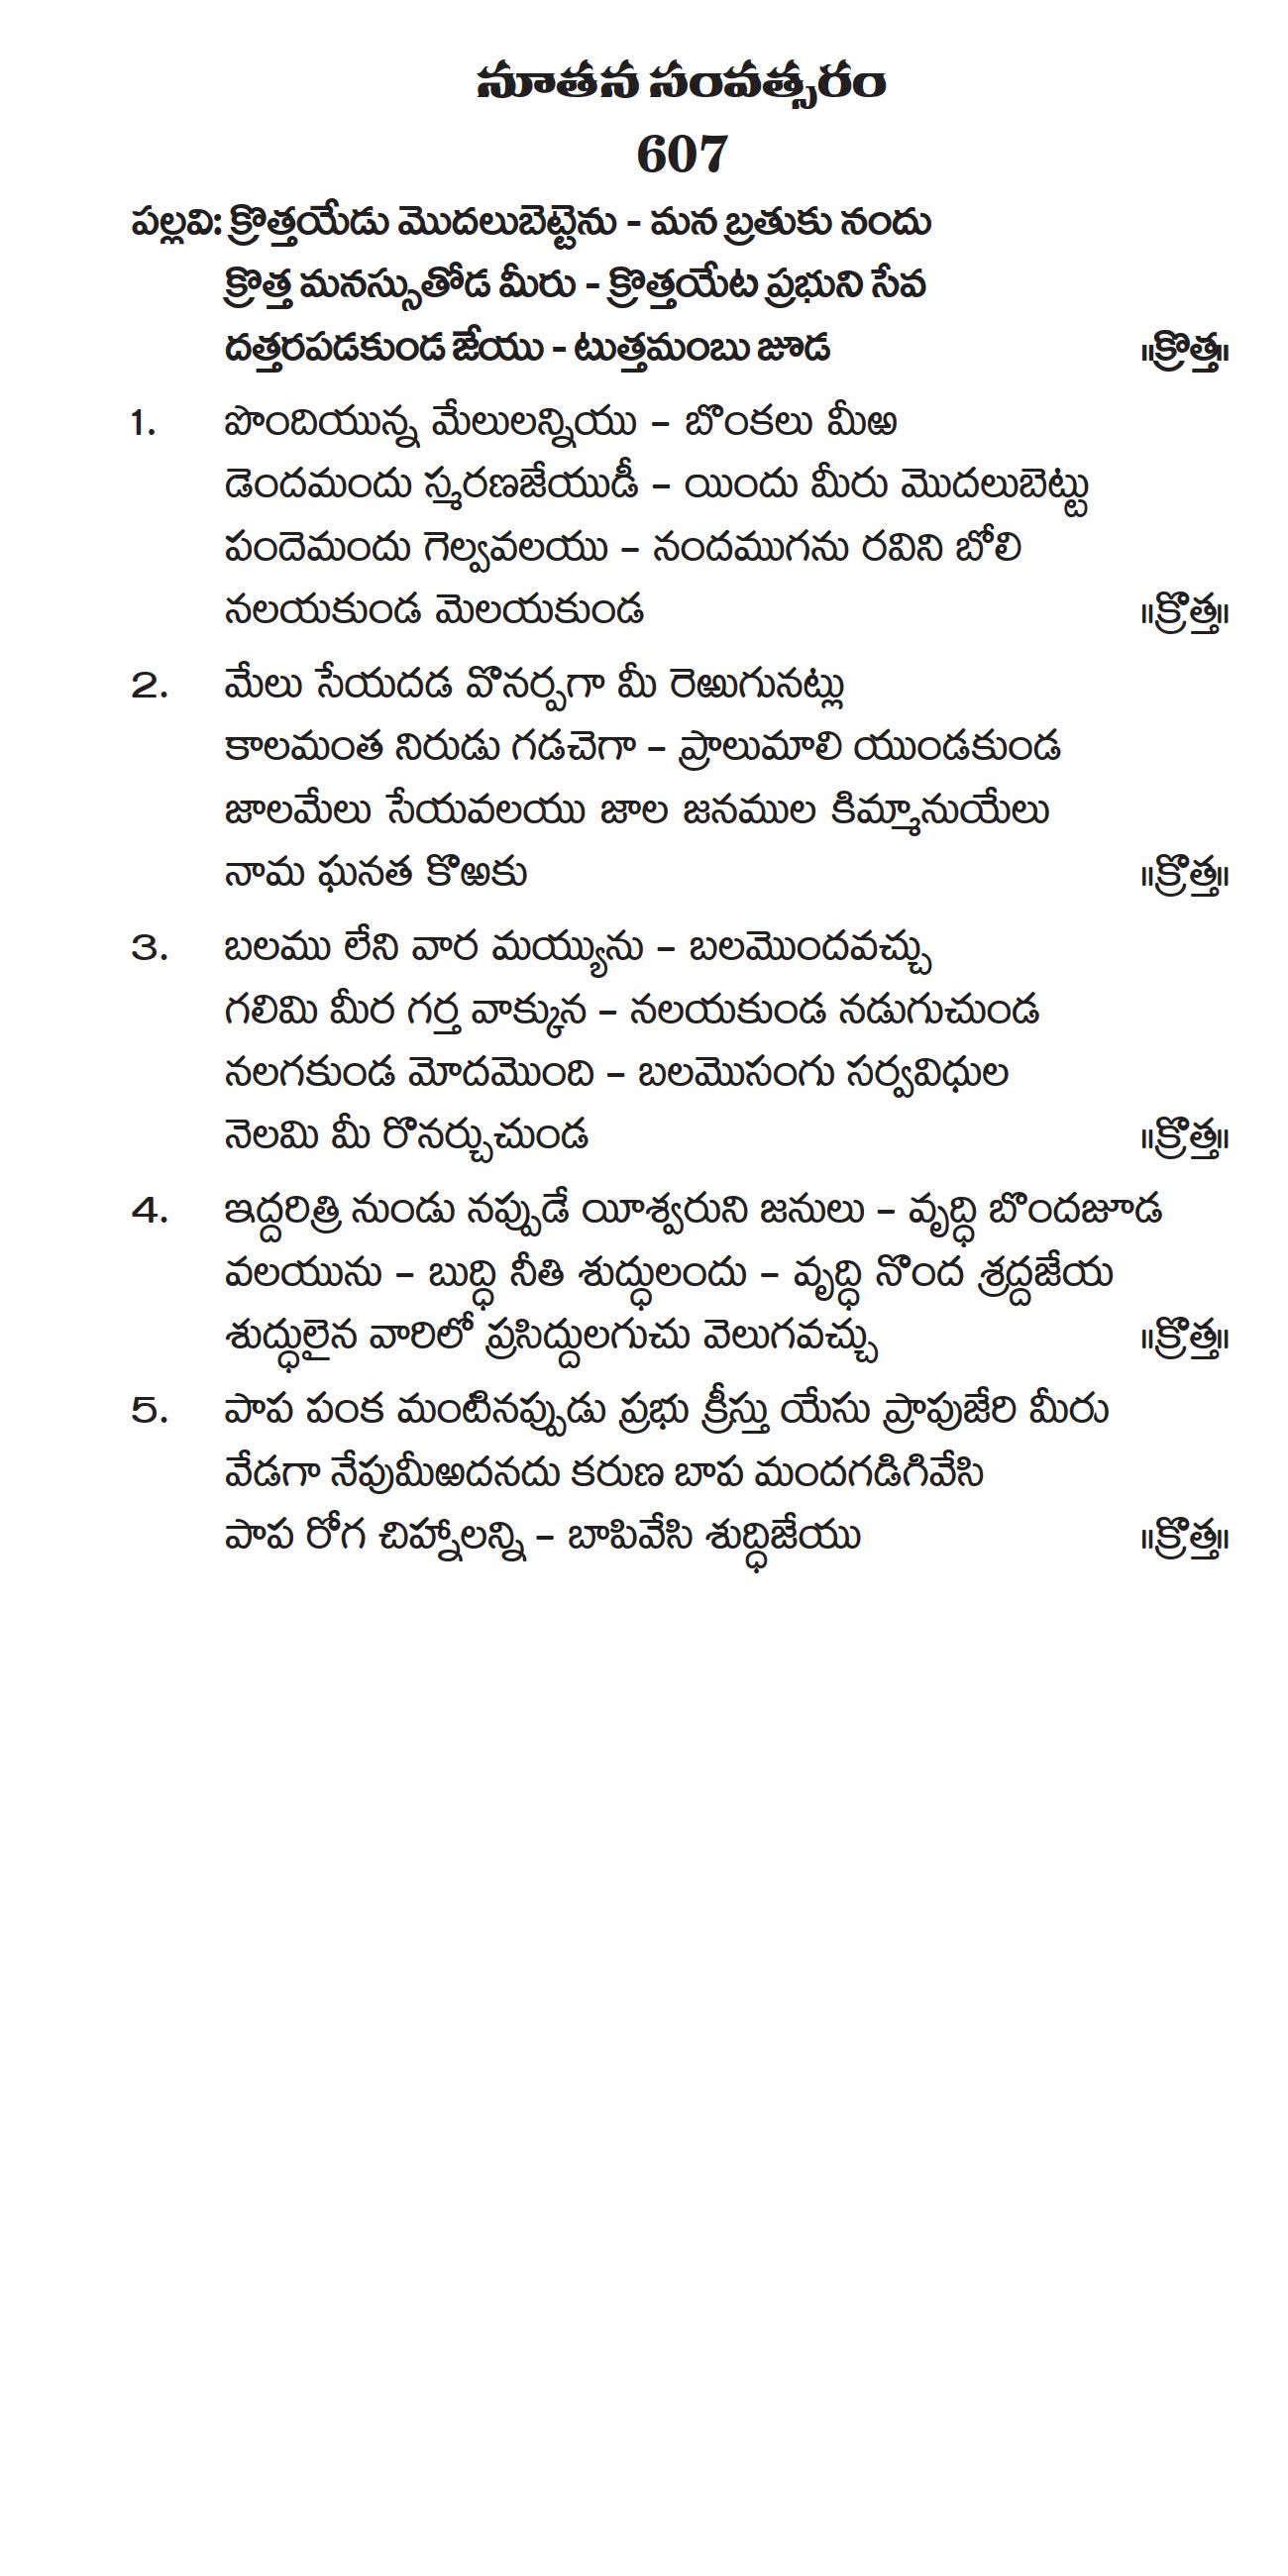 నూతన సంవత్సరం
607
పల్లవి: క్రొత్తయేడు మొదలుబెట్టెను - మన బ్రతుకు నందు
క్రొత్త మనస్సుతోడ మీరు - క్రొత్తయేట ప్రభుని సేవ
దత్తరపడకుండ జేయు - టుత్తమంబు జూడ ॥క్రొత్త॥
1. పొందియున్న మేలులన్నియు – బొంకలు మీఱ
డెందమందు స్మరణజేయుడీ – యిందు మీరు మొదలుబెట్టు
పందెమందు గెల్వవలయు – నందముగను రవిని బోలి
నలయకుండ మెలయకుండ ॥క్రొత్త॥
2. మేలు సేయదడ వొనర్పగా మీ రెఱుగునట్లు
కాలమంత నిరుడు గడచెగా – ప్రాలుమాలి యుండకుండ
జాలమేలు సేయవలయు జాల జనముల కిమ్మానుయేలు
నామ ఘనత కొఱకు ॥క్రొత్త॥
3. బలము లేని వార మయ్యును – బలమొందవచ్చు
గలిమి మీర గర్త వాక్కున – నలయకుండ నడుగుచుండ
నలగకుండ మోదమొంది – బలమొసంగు సర్వవిధుల
నెలమి మీ రొనర్చుచుండ ॥క్రొత్త॥
4. ఇద్దరిత్రి నుండు నప్పుడే యీశ్వరుని జనులు – వృద్ధి బొందజూడ
వలయును – బుద్ధి నీతి శుద్ధులందు – వృద్ధి నొంద శ్రద్దజేయ
శుద్ధులైన వారిలో ప్రసిద్దులగుచు వెలుగవచ్చు ॥క్రొత్త॥
5. పాప పంక మంటినప్పుడు ప్రభు క్రీస్తు యేసు ప్రాపుజేరి మీరు
వేడగా నేపుమీఱదనదు కరుణ బాప మందగడిగివేసి
పాప రోగ చిహ్నాలన్ని – బాపివేసి శుద్ధిజేయు ॥క్రొత్త॥